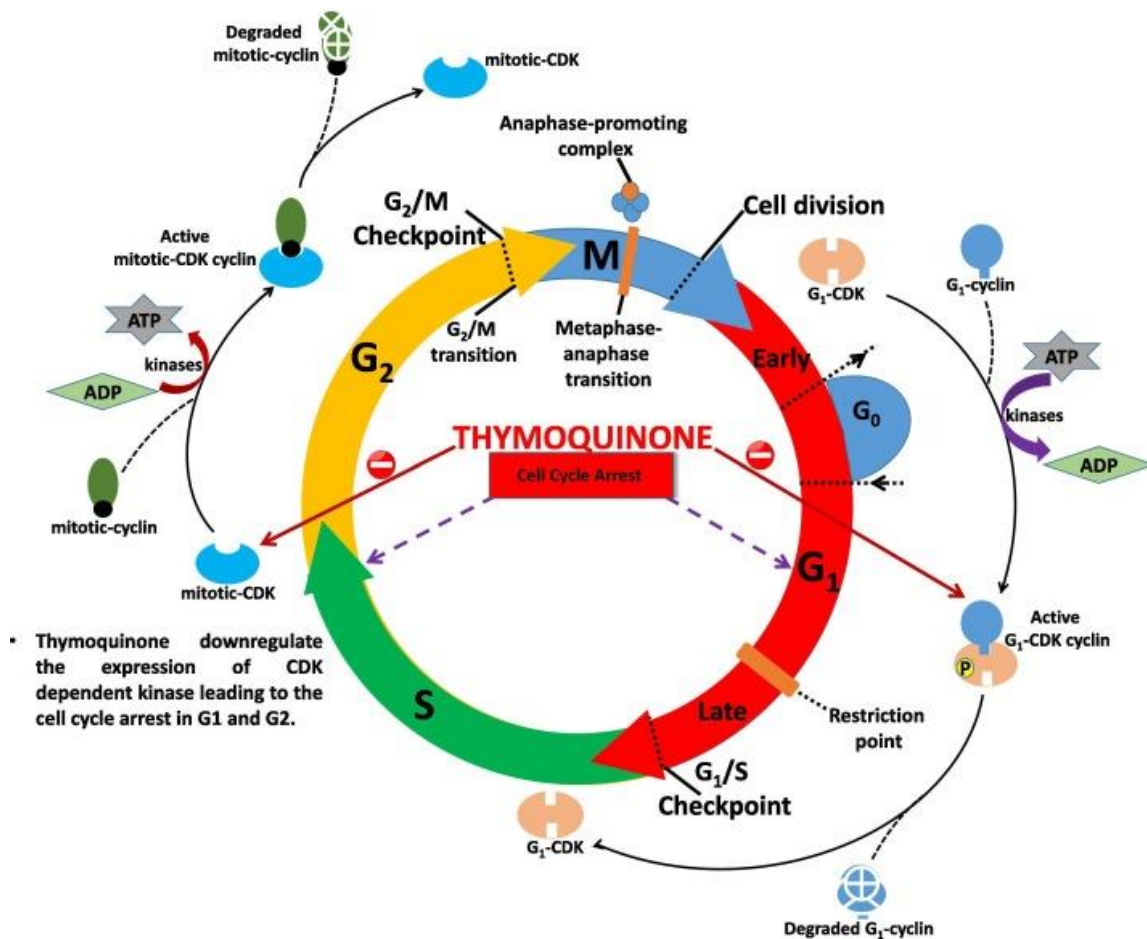 Degraded
mitotic-cyclin
mitotic-CDK
Anaphase-promoting
complex
G₂/M
Checkpoint
Cell division
Active
mitotic-CDK cyclin
M
G₁-CDK
G₁-cyclin
ATP
kinases
ADP
G₂/M
transition
Metaphase-
anaphase
transition
G₂
Early
G₀
ATP
kinases
ADP
THYMOQUINONE
Cell Cycle Arrest
mitotic-cyclin
mitotic-CDK
G₁
Active
G₁-CDK cyclin
P
• Thymoquinone downregulate
the expression of CDK
dependent kinase leading to the
cell cycle arrest in G1 and G2.
S
Late
Restriction
point
G₁/S
Checkpoint
G₁-CDK
Degraded G₁-cyclin